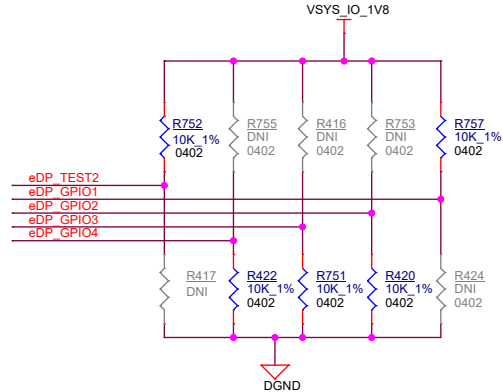 VSYS_IO_1V8
R752
10K_1%
0402
R755
DNI
0402
R416
DNI
0402
R753
DNI
0402
R757
10K_1%
0402
eDP_TEST2
eDP_GPIO1
eDP_GPIO2
eDP_GPIO3
eDP_GPIO4
R417
DNI
R422
10K_1%
0402
R751
10K_1%
0402
R420
10K_1%
0402
R424
DNI
0402
DGND